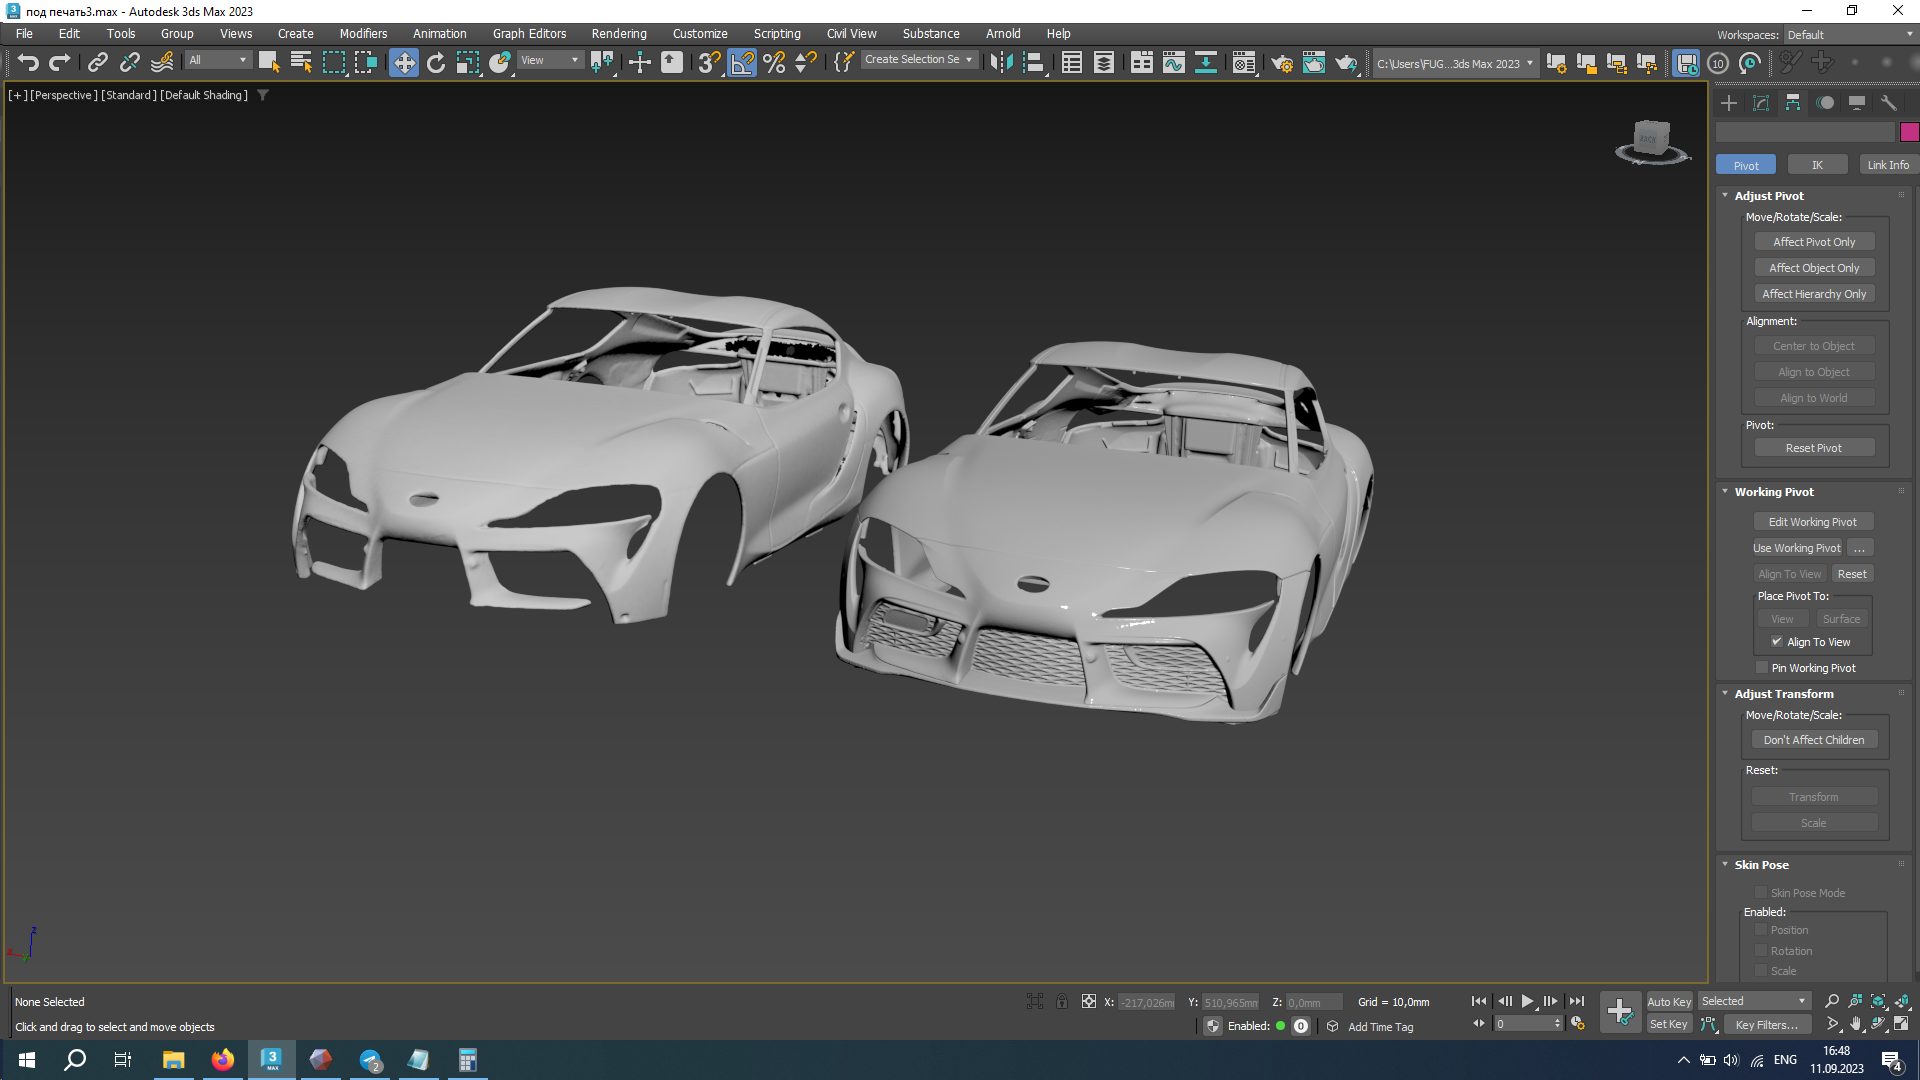 под печать3.max - Autodesk 3ds Max 2023
File Edit Tools Group Views Create Modifiers Animation Graph Editors Rendering Customize Scripting Civil View Substance Arnold Help
Workspaces: Default
All
View
Create Selection Se
C:\Users\FUG...3ds Max 2023
10
[+] [Perspective] [Standard] [Default Shading]
BACK
Pivot IK Link Info
Adjust Pivot
Move/Rotate/Scale:
Affect Pivot Only
Affect Object Only
Affect Hierarchy Only
Alignment:
Center to Object
Align to Object
Align to World
Pivot:
Reset Pivot
Working Pivot
Edit Working Pivot
Use Working Pivot ...
Align To View Reset
Place Pivot To:
View Surface
Align To View
Pin Working Pivot
Adjust Transform
Move/Rotate/Scale:
Don't Affect Children
Reset:
Transform
Scale
Skin Pose
Skin Pose Mode
Enabled:
Position
Rotation
Scale
z
x
y
None Selected
X: -217,026mm Y: 510,965mm Z: 0,0mm Grid = 10,0mm
Auto Key Selected
Click and drag to select and move objects
Enabled: 0 Add Time Tag
0
Set Key Key Filters...
3 MAX
2
ENG
16:48
11.09.2023
4